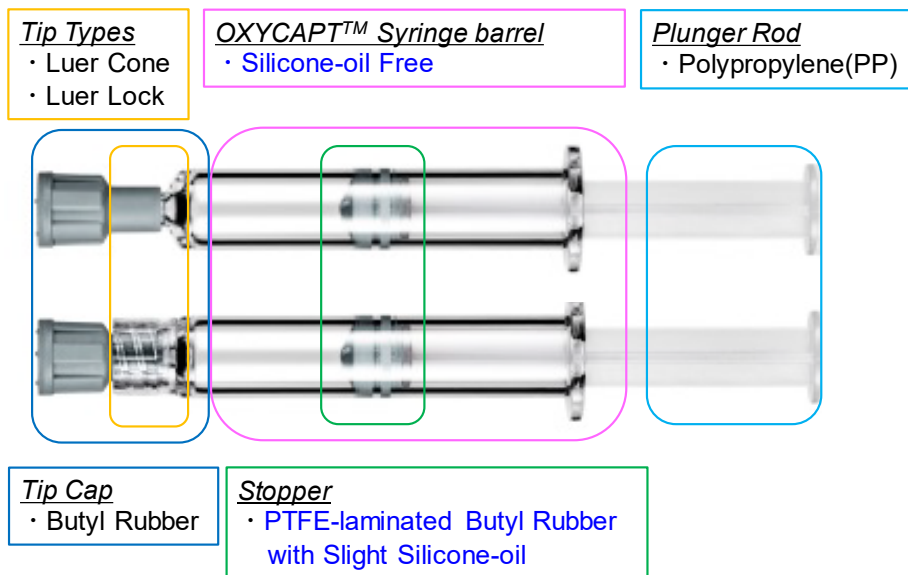 Tip Types
・Luer Cone
・Luer Lock
OXYCAPT™ Syringe barrel
・Silicone-oil Free
Plunger Rod
・Polypropylene(PP)
Tip Cap
・Butyl Rubber
Stopper
・PTFE-laminated Butyl Rubber
with Slight Silicone-oil